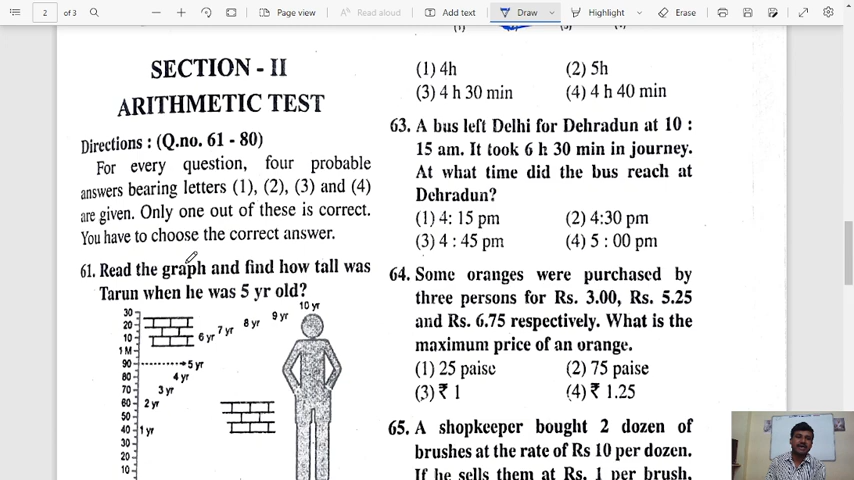 2 of 3
Page view
Read aloud
Add text
Draw
Highlight
Erase
SECTION - II
ARITHMETIC TEST
Directions : (Q.no. 61 - 80)
For every question, four probable
answers bearing letters (1), (2), (3) and (4)
are given. Only one out of these is correct.
You have to choose the correct answer.
61. Read the graph and find how tall was
Tarun when he was 5 yr old?
10 yr
30
20
10
1 M
90
80
70
60
50
40
30
20
10
9 yr
8 yr
7 yr
6 yr
5 yr
4 yr
3 yr
2 yr
1 yr
(1)
(1) 4h (2) 5h
(3) 4 h 30 min (4) 4 h 40 min
63. A bus left Delhi for Dehradun at 10 :
15 am. It took 6 h 30 min in journey.
At what time did the bus reach at
Dehradun?
(1) 4: 15 pm (2) 4:30 pm
(3) 4 : 45 pm (4) 5 : 00 pm
64. Some oranges were purchased by
three persons for Rs. 3.00, Rs. 5.25
and Rs. 6.75 respectively. What is the
maximum price of an orange.
(1) 25 paise (2) 75 paise
(3) ₹ 1 (4) ₹ 1.25
65. A shopkeeper bought 2 dozen of
brushes at the rate of Rs 10 per dozen.
If he sells them at Rs. 1 per brush,